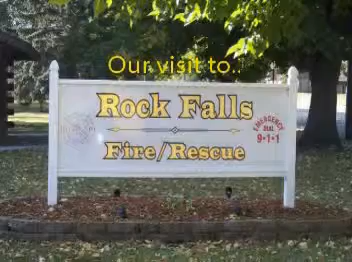 Our visit to..
Rock Falls
EMERGENCY
DIAL
9•1•1
Fire/Rescue